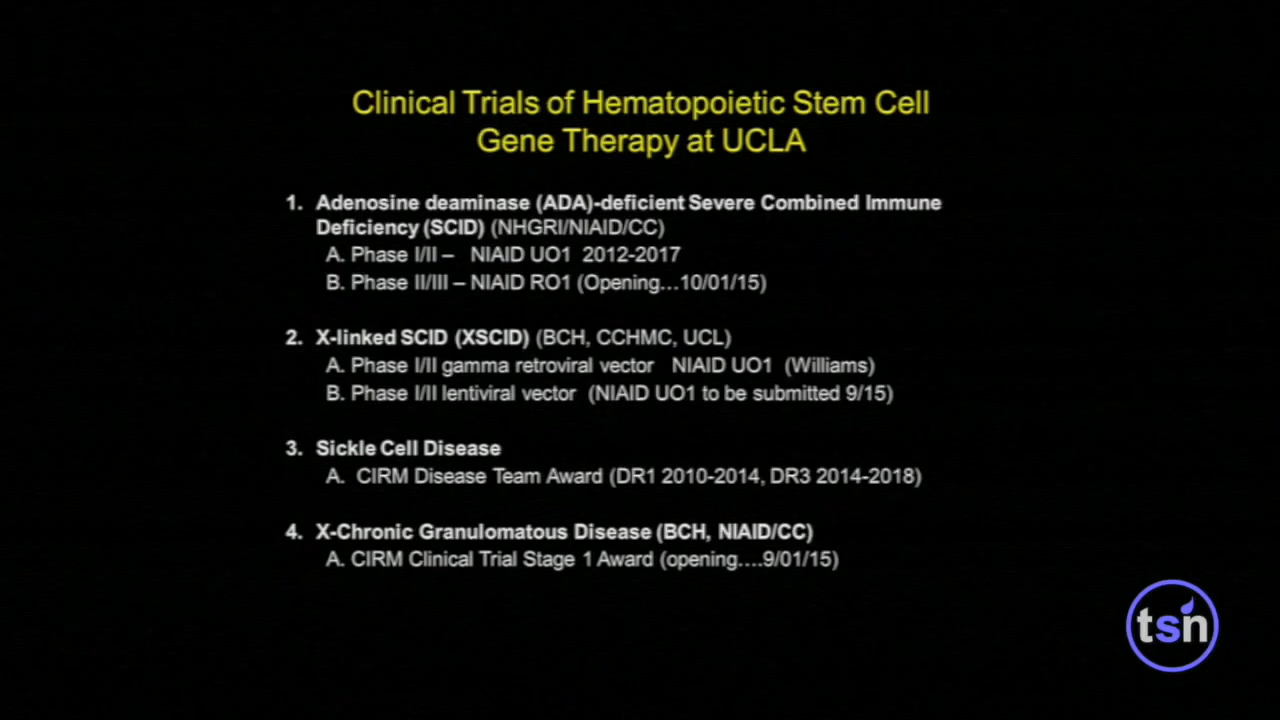 Clinical Trials of Hematopoietic Stem Cell
Gene Therapy at UCLA
1. Adenosine deaminase (ADA)-deficient Severe Combined Immune
Deficiency (SCID) (NHGRI/NIAID/CC)
A. Phase I/II – NIAID UO1 2012-2017
B. Phase II/III – NIAID RO1 (Opening...10/01/15)
2. X-linked SCID (XSCID) (BCH, CCHMC, UCL)
A. Phase I/II gamma retroviral vector NIAID UO1 (Williams)
B. Phase I/II lentiviral vector (NIAID UO1 to be submitted 9/15)
3. Sickle Cell Disease
A. CIRM Disease Team Award (DR1 2010-2014, DR3 2014-2018)
4. X-Chronic Granulomatous Disease (BCH, NIAID/CC)
A. CIRM Clinical Trial Stage 1 Award (opening....9/01/15)
tsn